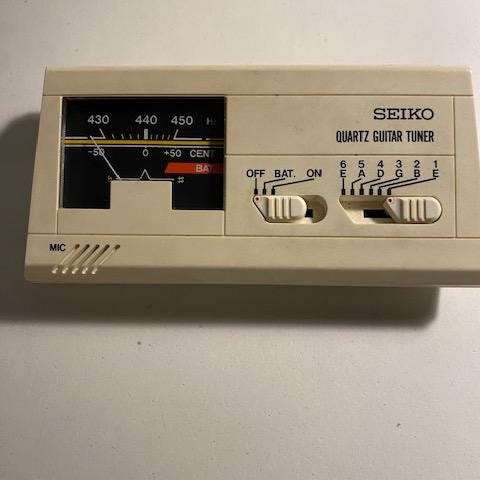 SEIKO
QUARTZ GUITAR TUNER
430 440 450 Hz
-50 0 +50 CENT
BAT.
♯
OFF BAT. ON
6 5 4 3 2 1
E A D G B E
MIC